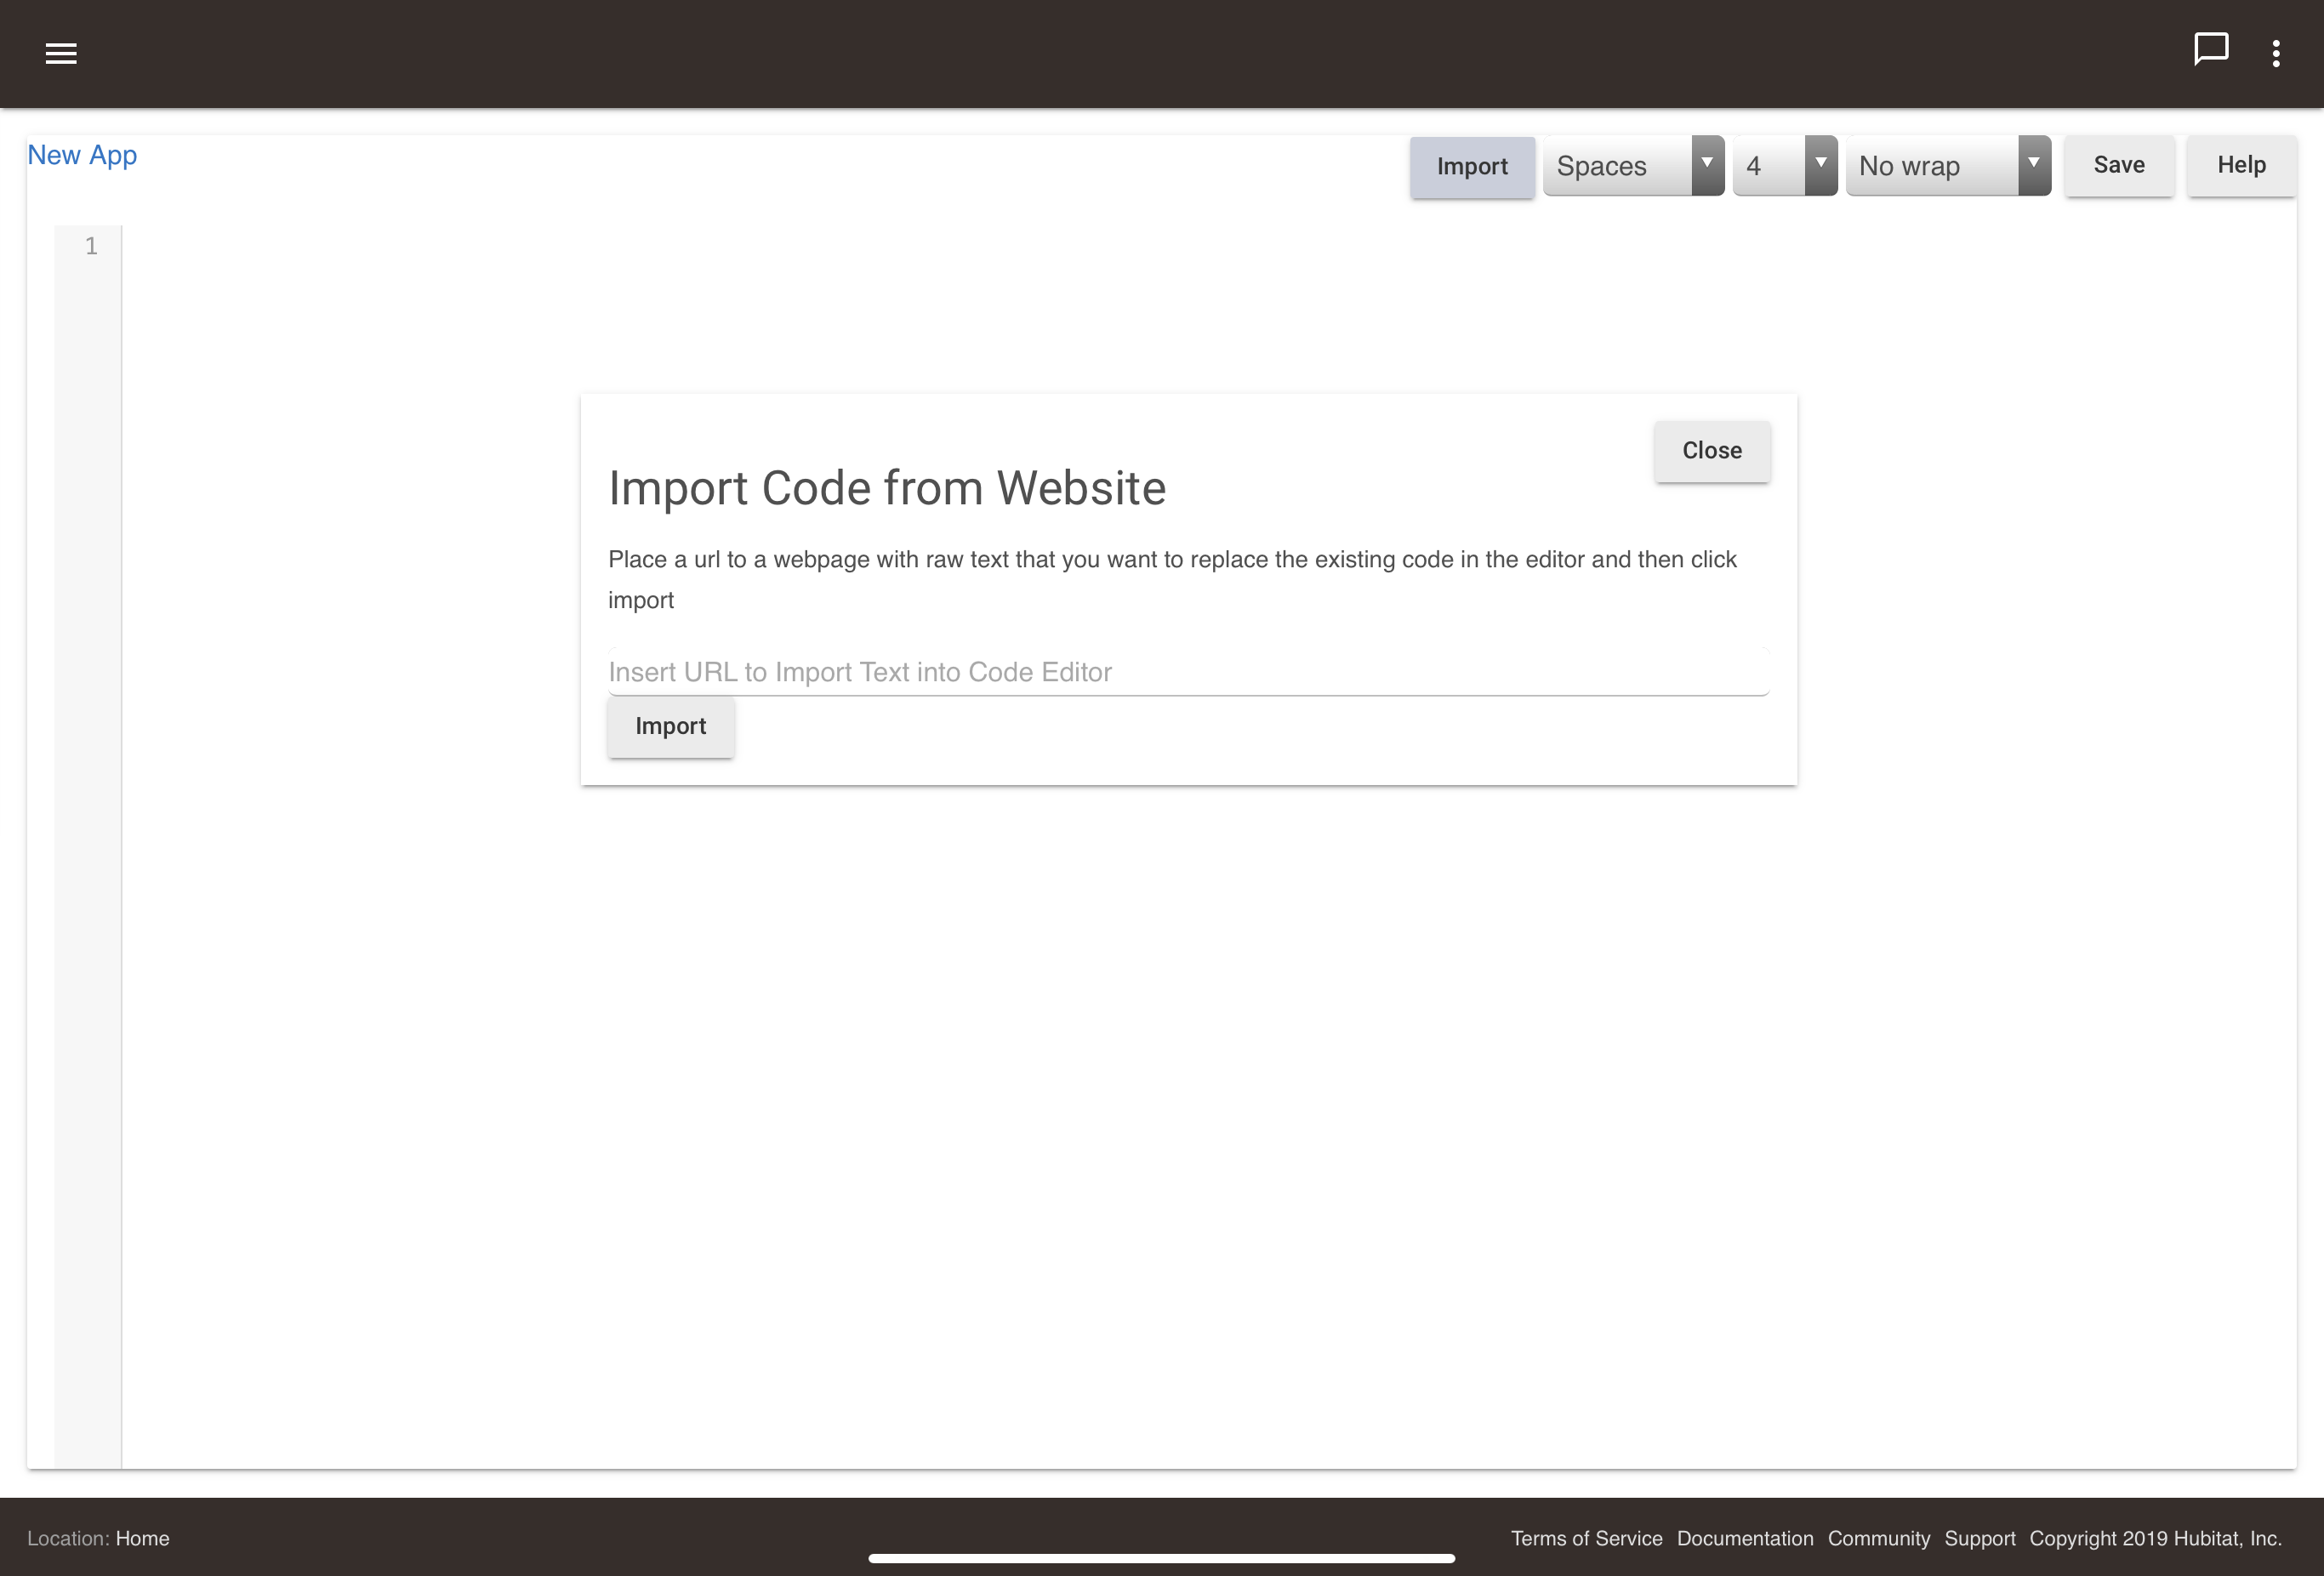 New App
Import
Spaces
4
No wrap
Save
Help
1
Close
Import Code from Website
Place a url to a webpage with raw text that you want to replace the existing code in the editor and then click
import
Insert URL to Import Text into Code Editor
Import
Location: Home
Terms of Service Documentation Community Support Copyright 2019 Hubitat, Inc.